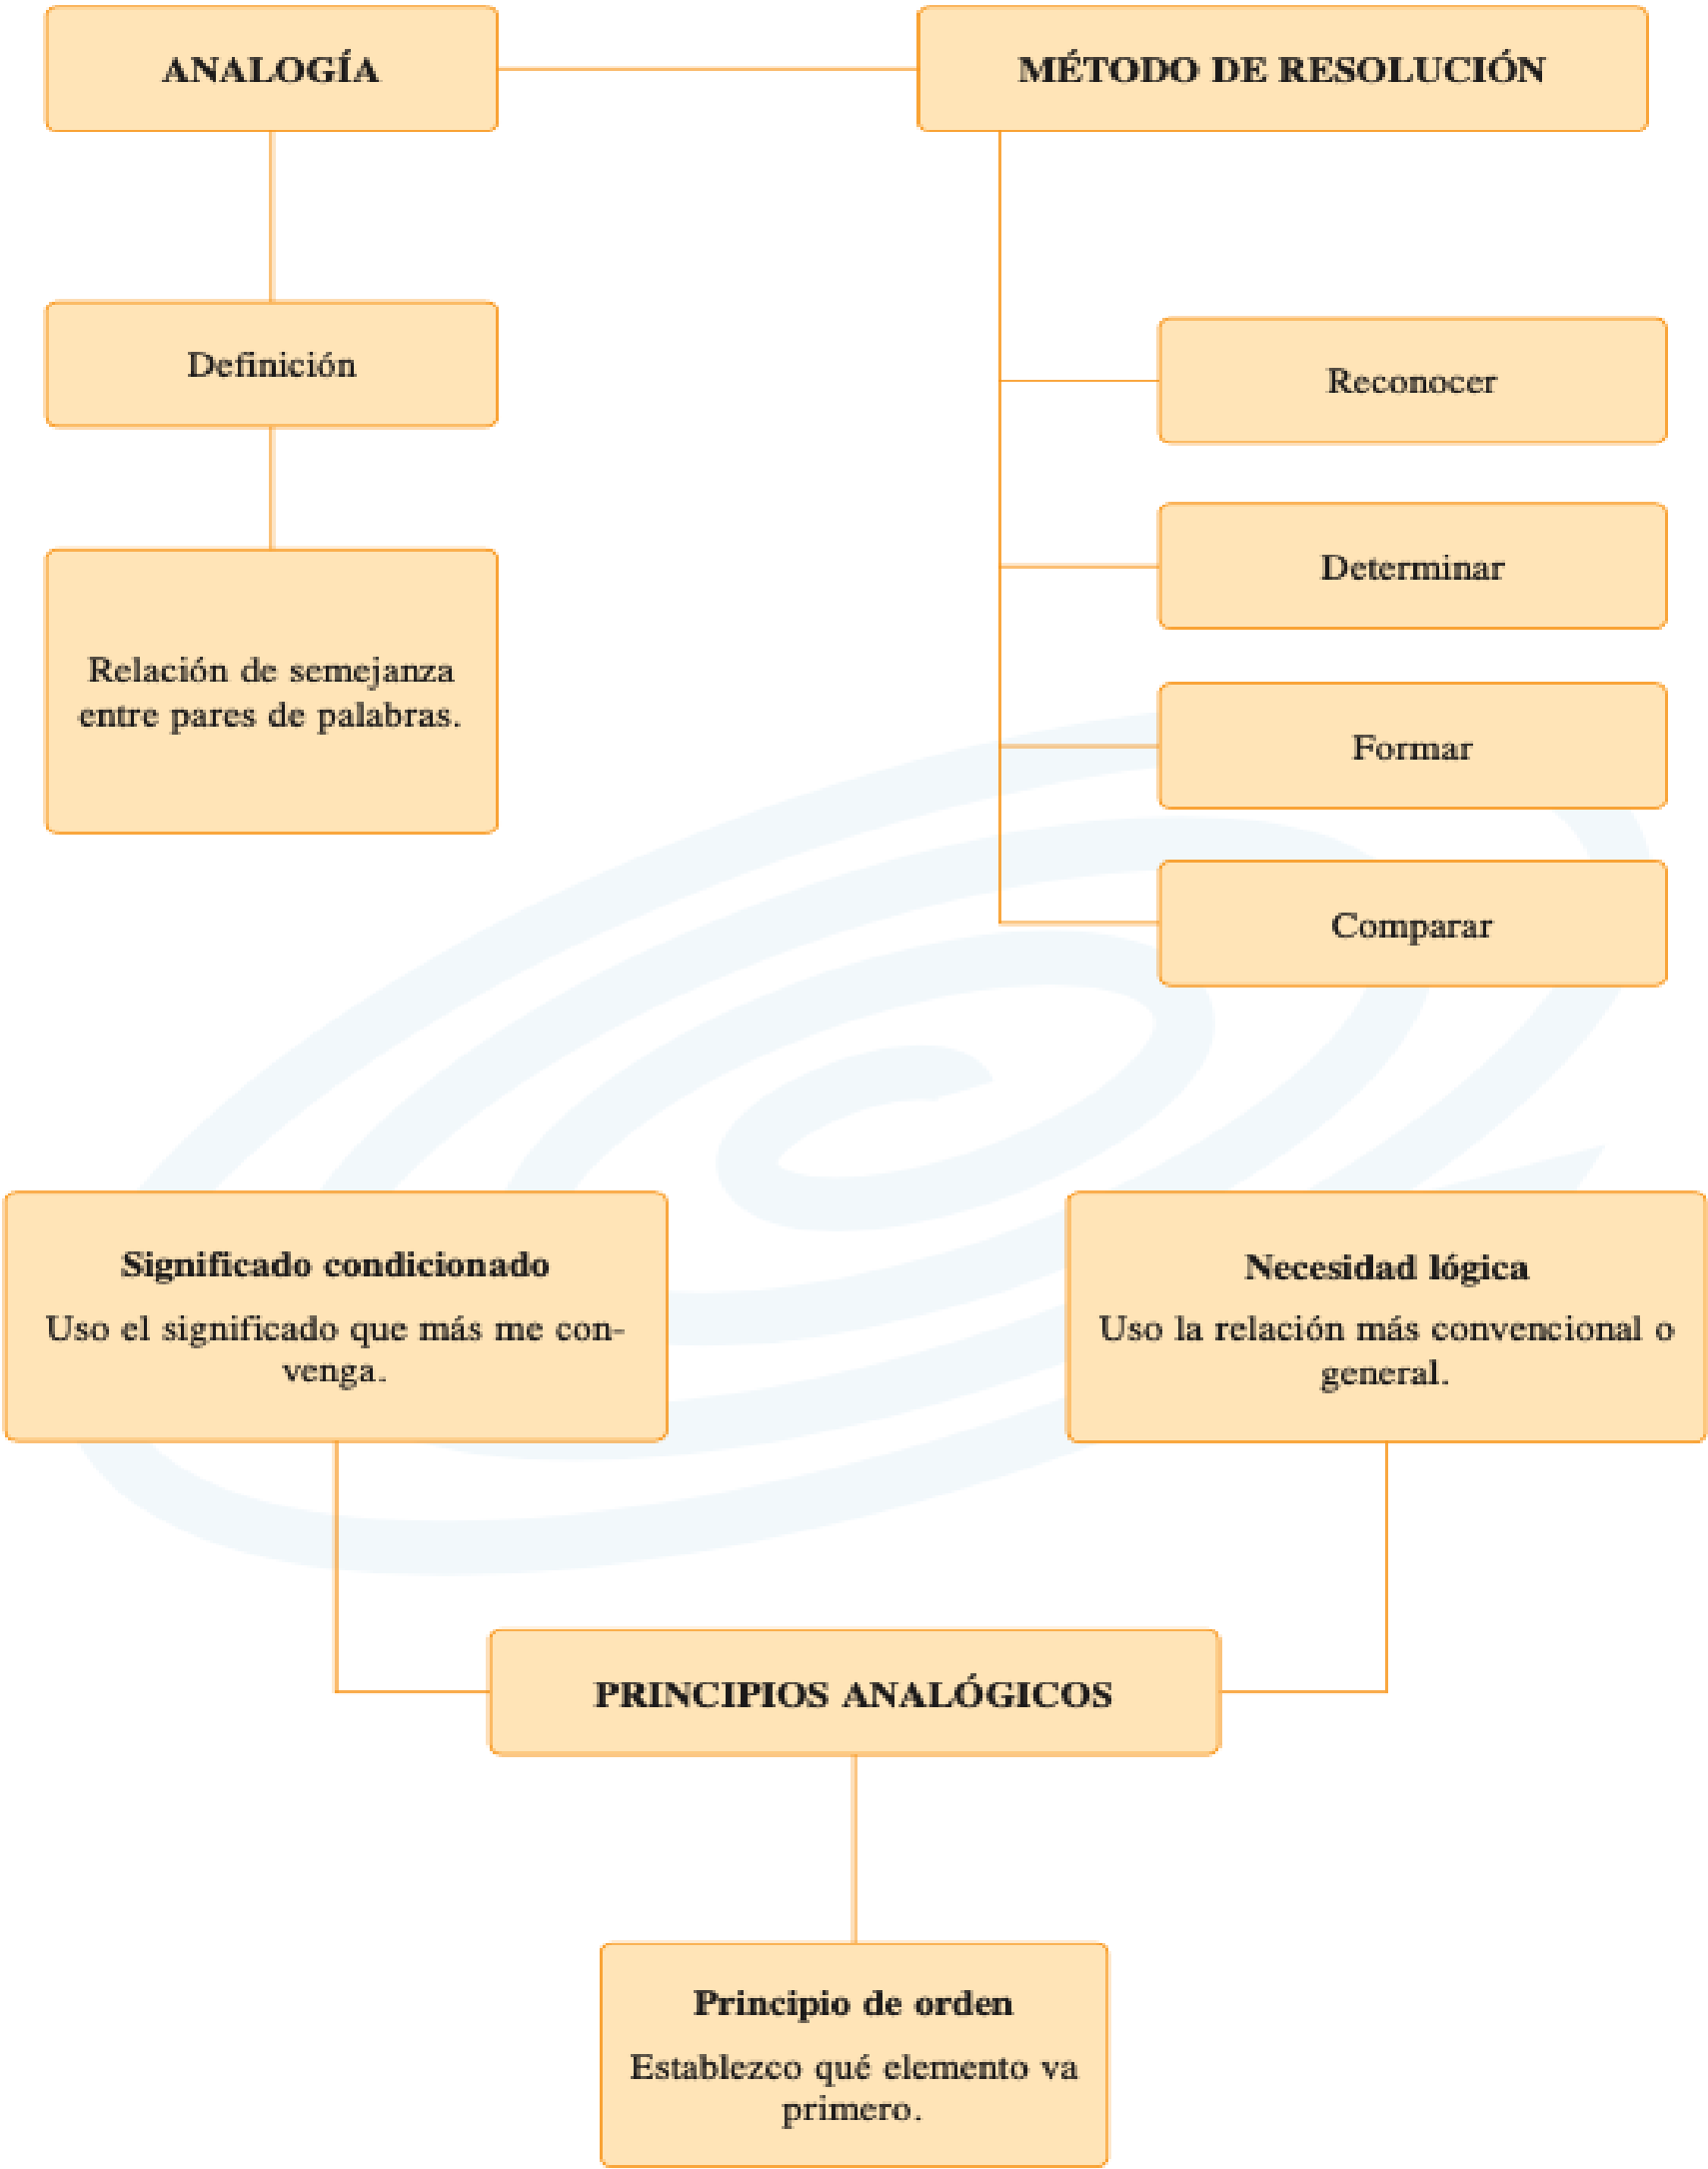 ANALOGÍA
MÉTODO DE RESOLUCIÓN
Definición
Relación de semejanza
entre pares de palabras.
Reconocer
Determinar
Formar
Comparar
Significado condicionado
Uso el significado que más me con-
venga.
Necesidad lógica
Uso la relación más convencional o
general.
PRINCIPIOS ANALÓGICOS
Principio de orden
Establezco qué elemento va
primero.